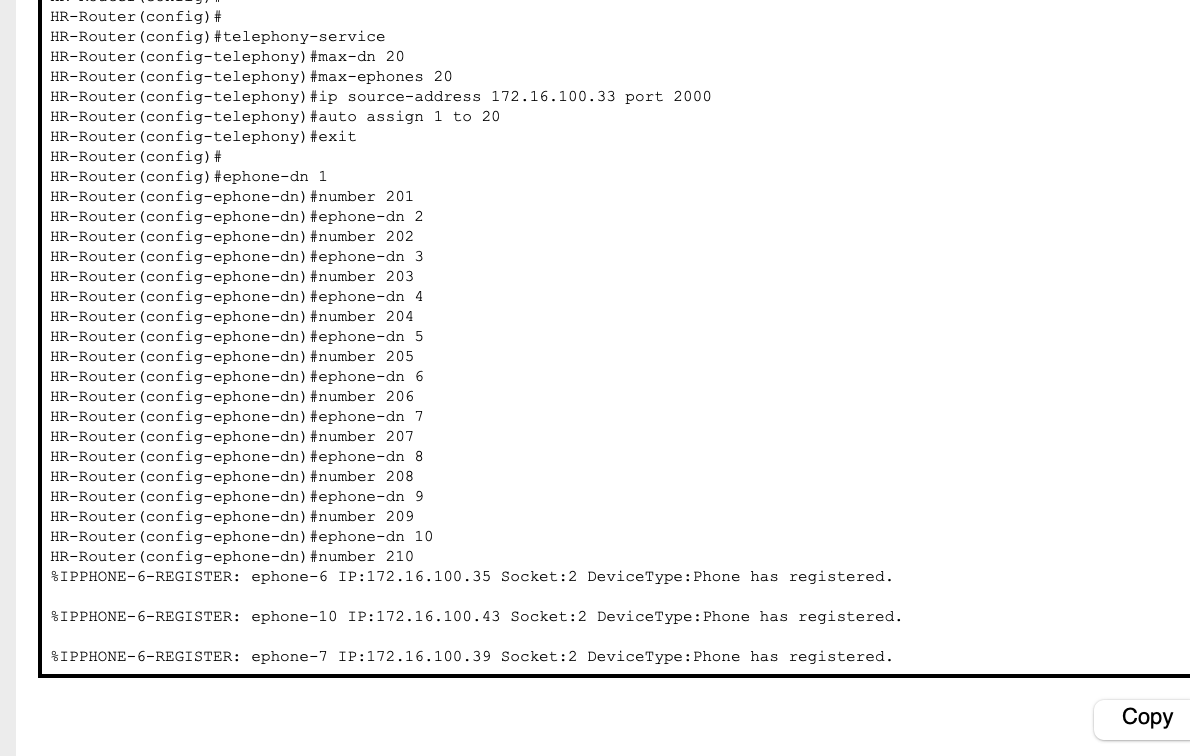 HR-Router(config)#
HR-Router(config)#
HR-Router(config)#telephony-service
HR-Router(config-telephony)#max-dn 20
HR-Router(config-telephony)#max-ephones 20
HR-Router(config-telephony)#ip source-address 172.16.100.33 port 2000
HR-Router(config-telephony)#auto assign 1 to 20
HR-Router(config-telephony)#exit
HR-Router(config)#
HR-Router(config)#ephone-dn 1
HR-Router(config-ephone-dn)#number 201
HR-Router(config-ephone-dn)#ephone-dn 2
HR-Router(config-ephone-dn)#number 202
HR-Router(config-ephone-dn)#ephone-dn 3
HR-Router(config-ephone-dn)#number 203
HR-Router(config-ephone-dn)#ephone-dn 4
HR-Router(config-ephone-dn)#number 204
HR-Router(config-ephone-dn)#ephone-dn 5
HR-Router(config-ephone-dn)#number 205
HR-Router(config-ephone-dn)#ephone-dn 6
HR-Router(config-ephone-dn)#number 206
HR-Router(config-ephone-dn)#ephone-dn 7
HR-Router(config-ephone-dn)#number 207
HR-Router(config-ephone-dn)#ephone-dn 8
HR-Router(config-ephone-dn)#number 208
HR-Router(config-ephone-dn)#ephone-dn 9
HR-Router(config-ephone-dn)#number 209
HR-Router(config-ephone-dn)#ephone-dn 10
HR-Router(config-ephone-dn)#number 210
%IPPHONE-6-REGISTER: ephone-6 IP:172.16.100.35 Socket:2 DeviceType:Phone has registered.
%IPPHONE-6-REGISTER: ephone-10 IP:172.16.100.43 Socket:2 DeviceType:Phone has registered.
%IPPHONE-6-REGISTER: ephone-7 IP:172.16.100.39 Socket:2 DeviceType:Phone has registered.
Copy